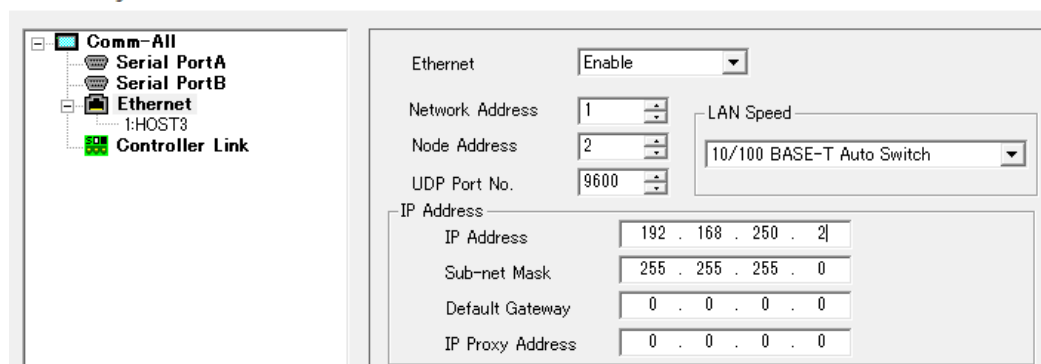 Comm-All
Serial PortA
Serial PortB
Ethernet
1:HOST3
Controller Link
Ethernet Enable
Network Address 1
Node Address 2
UDP Port No. 9600
LAN Speed
10/100 BASE-T Auto Switch
IP Address
IP Address 192 . 168 . 250 . 2
Sub-net Mask 255 . 255 . 255 . 0
Default Gateway 0 . 0 . 0 . 0
IP Proxy Address 0 . 0 . 0 . 0